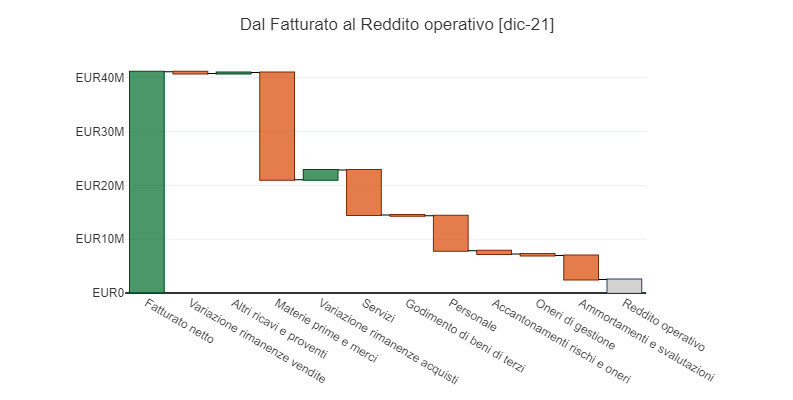 Dal Fatturato al Reddito operativo [dic-21]
EUR40M
EUR30M
EUR20M
EUR10M
EUR0
Fatturato netto
Variazione rimanenze vendite
Altri ricavi e proventi
Materie prime e merci
Variazione rimanenze acquisti
Servizi
Godimento di beni di terzi
Personale
Accantonamenti rischi e oneri
Oneri di gestione
Ammortamenti e svalutazioni
Reddito operativo